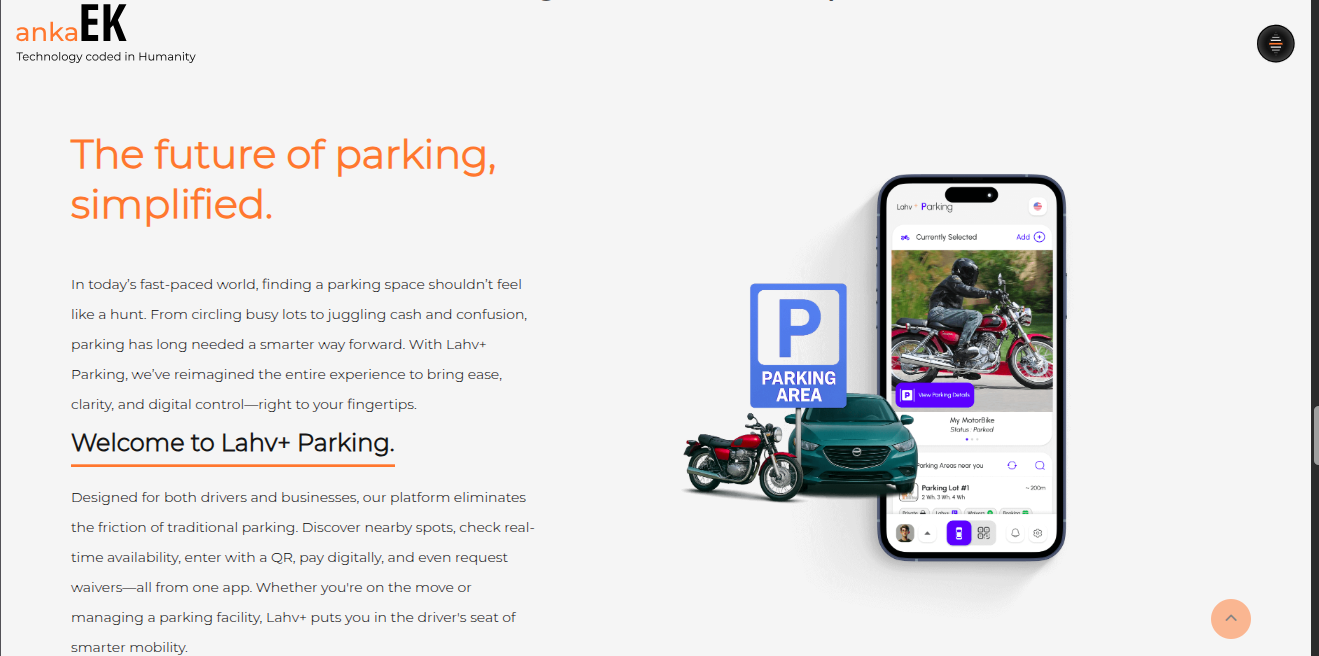 ankaEK
Technology coded in Humanity
The future of parking,
simplified.
In today’s fast-paced world, finding a parking space shouldn’t feel
like a hunt. From circling busy lots to juggling cash and confusion,
parking has long needed a smarter way forward. With Lahv+
Parking, we’ve reimagined the entire experience to bring ease,
clarity, and digital control—right to your fingertips.
Welcome to Lahv+ Parking.
Designed for both drivers and businesses, our platform eliminates
the friction of traditional parking. Discover nearby spots, check real-
time availability, enter with a QR, pay digitally, and even request
waivers—all from one app. Whether you're on the move or
managing a parking facility, Lahv+ puts you in the driver's seat of
smarter mobility.
P
PARKING
AREA
Lahv+ Parking
Currently Selected Add
P View Parking Details
My MotorBike
Status : Parked
Parking Areas near you
Parking Lot #1 ~ 200m
2 Wh, 3 Wh, 4 Wh